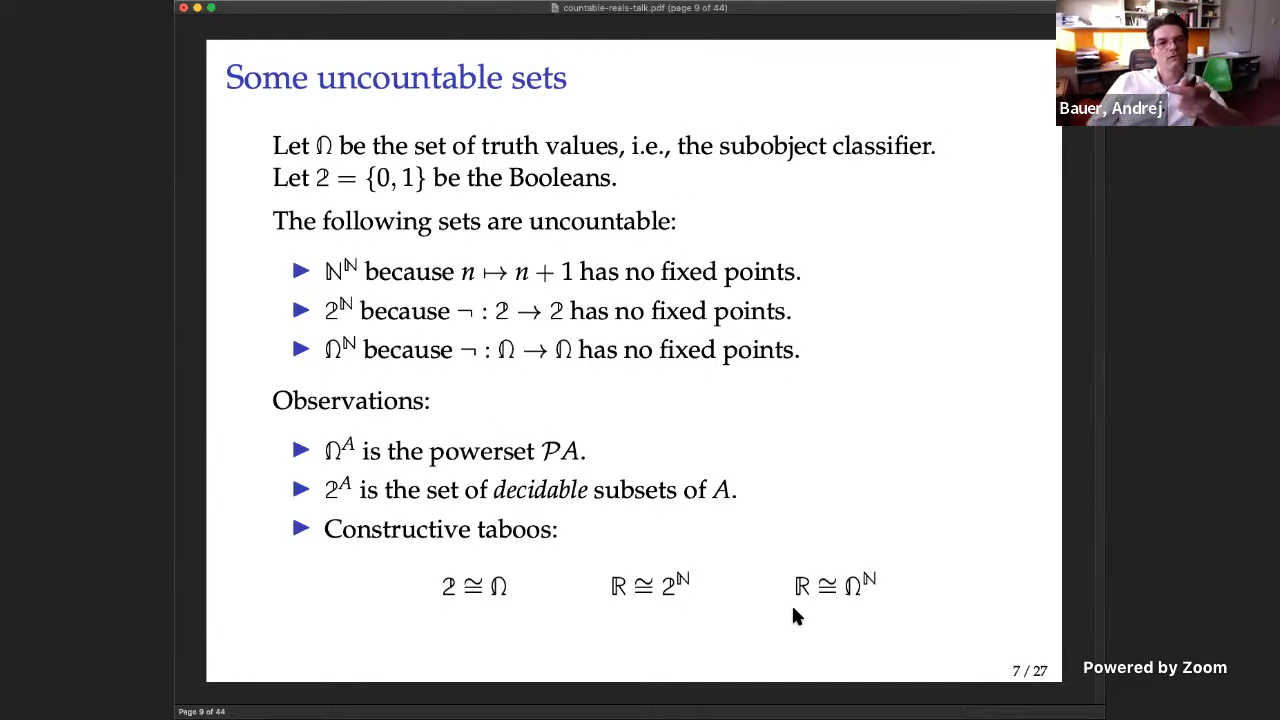 countable-reals-talk.pdf (page 9 of 44)
Some uncountable sets
Bauer, Andrej
Let Ω be the set of truth values, i.e., the subobject classifier.
Let 2 = {0, 1} be the Booleans.
The following sets are uncountable:
▶ ℕ^ℕ because n ↦ n + 1 has no fixed points.
▶ 2^ℕ because ¬ : 2 → 2 has no fixed points.
▶ Ω^ℕ because ¬ : Ω → Ω has no fixed points.
Observations:
▶ Ω^A is the powerset 𝒫A.
▶ 2^A is the set of decidable subsets of A.
▶ Constructive taboos:
2 ≅ Ω ℝ ≅ 2^ℕ ℝ ≅ Ω^ℕ
7 / 27
Powered by Zoom
Page 9 of 44